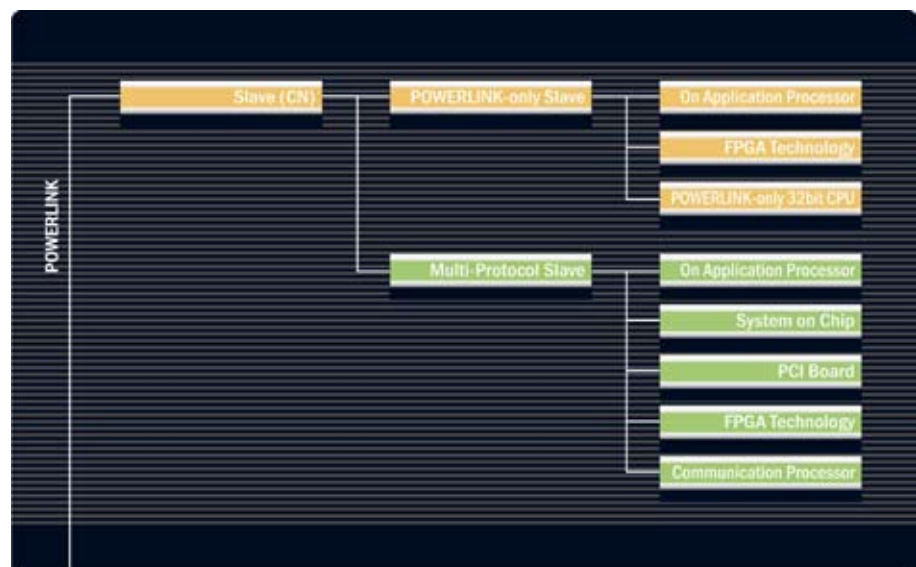 POWERLINK
Slave (CN)
POWERLINK-only Slave
On Application Processor
FPGA Technology
POWERLINK-only 32bit CPU
Multi-Protocol Slave
On Application Processor
System on Chip
PCI Board
FPGA Technology
Communication Processor